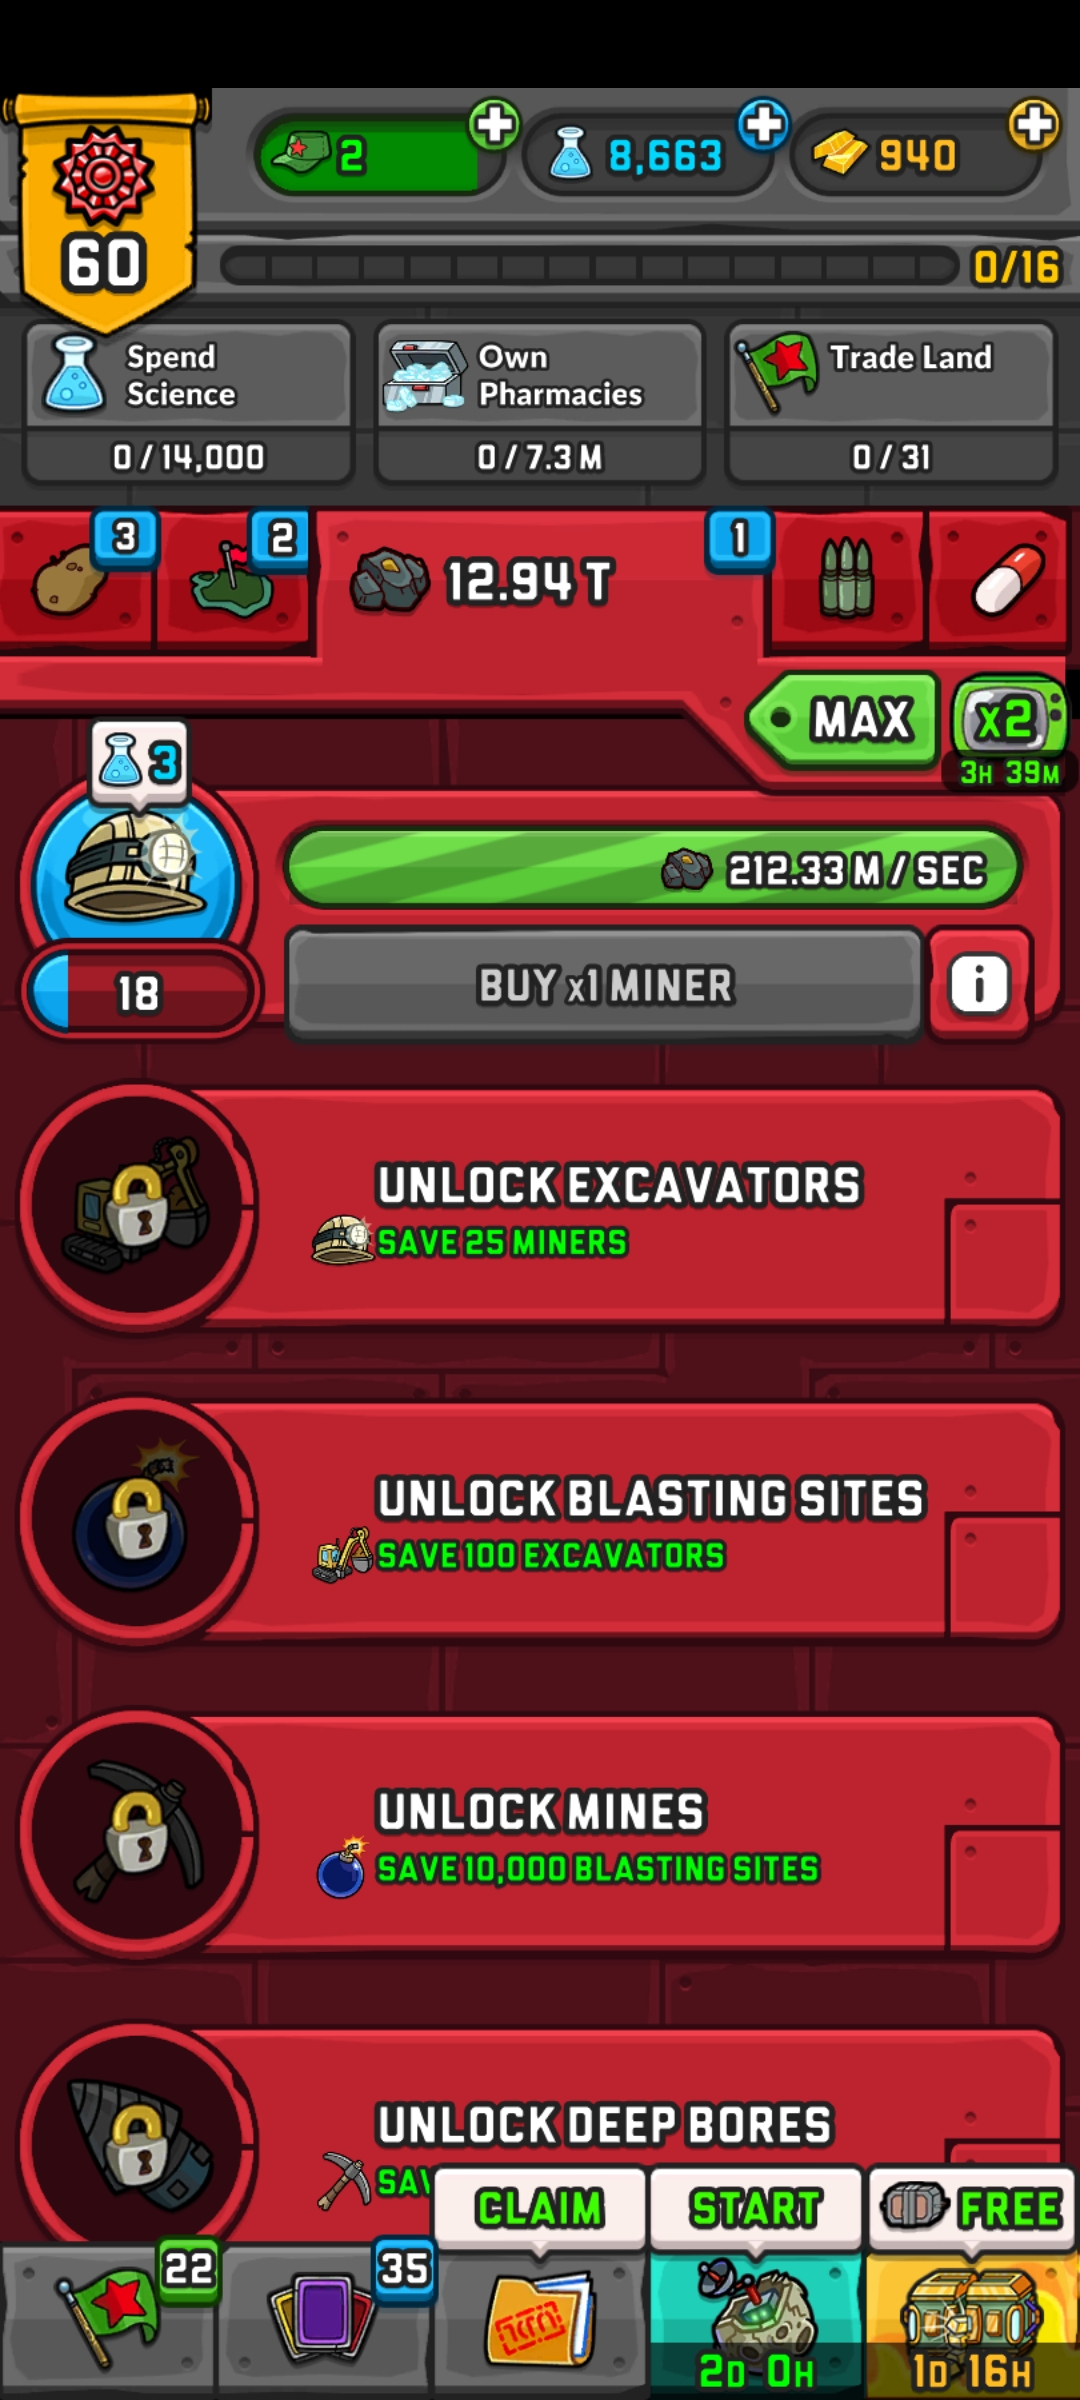 2
8,663
940
60
0/16
Spend
Science
0/14,000
Own
Pharmacies
0/7.3 M
Trade Land
0/31
3
2
12.94 T
1
MAX
x2
3H 39M
3
212.33 M / SEC
18
BUY x1 MINER
i
UNLOCK EXCAVATORS
SAVE 25 MINERS
UNLOCK BLASTING SITES
SAVE 100 EXCAVATORS
UNLOCK MINES
SAVE 10,000 BLASTING SITES
UNLOCK DEEP BORES
CLAIM
START
FREE
22
35
2D 0H
1D 16H